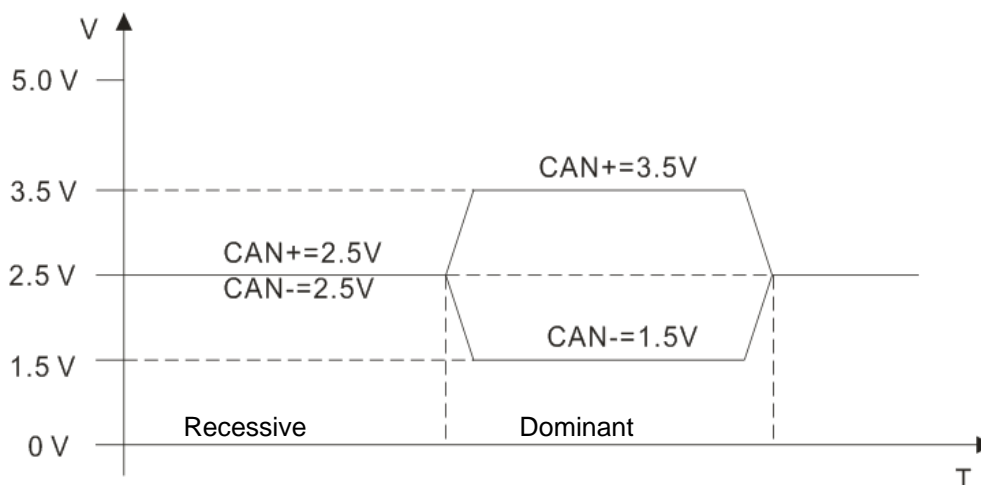 V
5.0 V
CAN+=3.5V
3.5 V
CAN+=2.5V
2.5 V
CAN-=2.5V
CAN-=1.5V
1.5 V
Recessive
Dominant
0 V
T